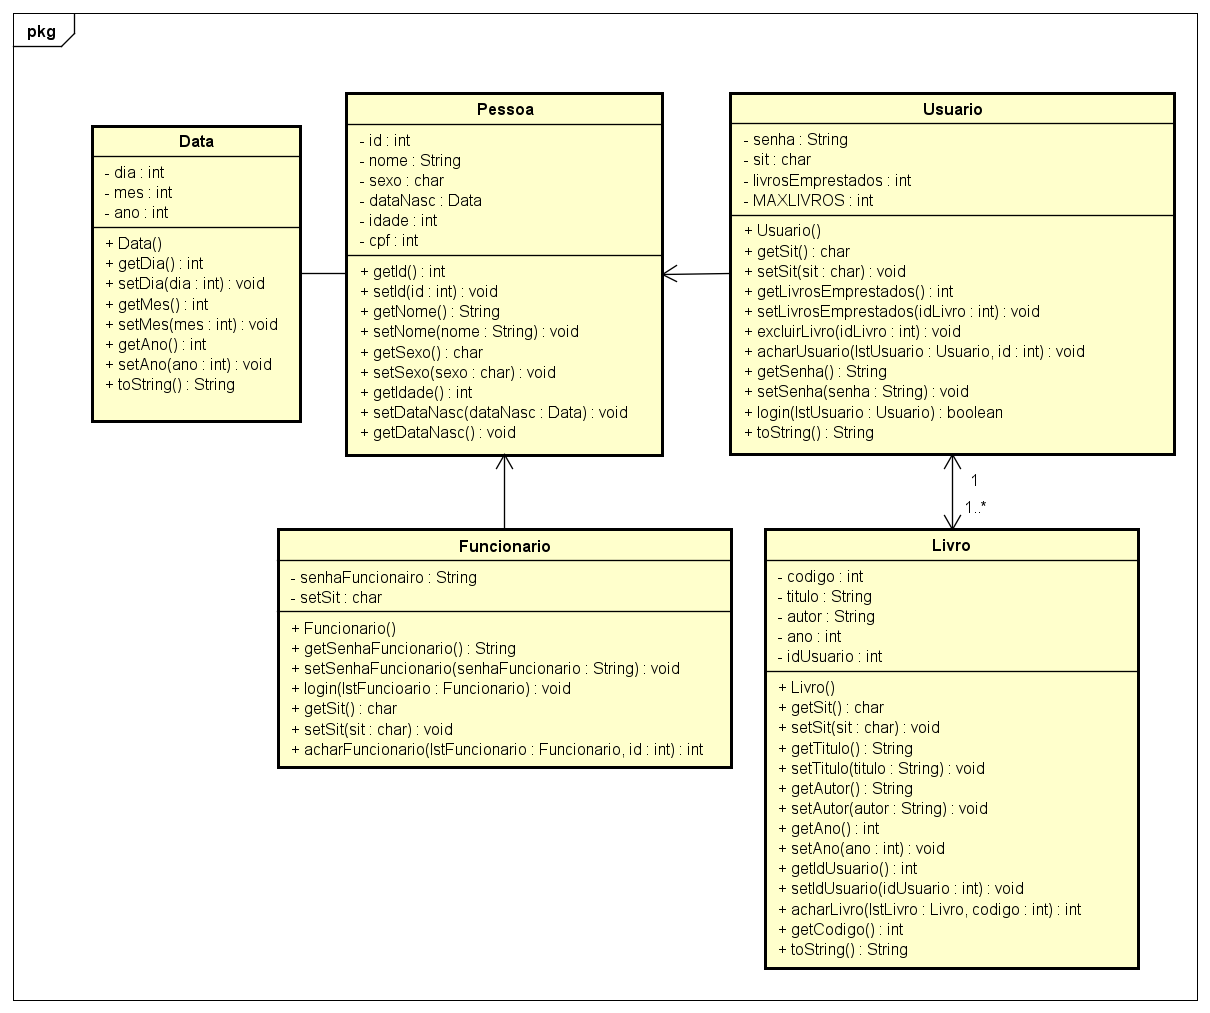 pkg
Data
- dia : int
- mes : int
- ano : int
+ Data()
+ getDia() : int
+ setDia(dia : int) : void
+ getMes() : int
+ setMes(mes : int) : void
+ getAno() : int
+ setAno(ano : int) : void
+ toString() : String
Pessoa
- id : int
- nome : String
- sexo : char
- dataNasc : Data
- idade : int
- cpf : int
+ getId() : int
+ setId(id : int) : void
+ getNome() : String
+ setNome(nome : String) : void
+ getSexo() : char
+ setSexo(sexo : char) : void
+ getIdade() : int
+ setDataNasc(dataNasc : Data) : void
+ getDataNasc() : void
Usuario
- senha : String
- sit : char
- livrosEmprestados : int
- MAXLIVROS : int
+ Usuario()
+ getSit() : char
+ setSit(sit : char) : void
+ getLivrosEmprestados() : int
+ setLivrosEmprestados(idLivro : int) : void
+ excluirLivro(idLivro : int) : void
+ acharUsuario(lstUsuario : Usuario, id : int) : void
+ getSenha() : String
+ setSenha(senha : String) : void
+ login(lstUsuario : Usuario) : boolean
+ toString() : String
1
1..*
Funcionario
- senhaFuncionairo : String
- setSit : char
+ Funcionario()
+ getSenhaFuncionario() : String
+ setSenhaFuncionario(senhaFuncionario : String) : void
+ login(lstFuncioario : Funcionario) : void
+ getSit() : char
+ setSit(sit : char) : void
+ acharFuncionario(lstFuncionario : Funcionario, id : int) : int
Livro
- codigo : int
- titulo : String
- autor : String
- ano : int
- idUsuario : int
+ Livro()
+ getSit() : char
+ setSit(sit : char) : void
+ getTitulo() : String
+ setTitulo(titulo : String) : void
+ getAutor() : String
+ setAutor(autor : String) : void
+ getAno() : int
+ setAno(ano : int) : void
+ getIdUsuario() : int
+ setIdUsuario(idUsuario : int) : void
+ acharLivro(lstLivro : Livro, codigo : int) : int
+ getCodigo() : int
+ toString() : String